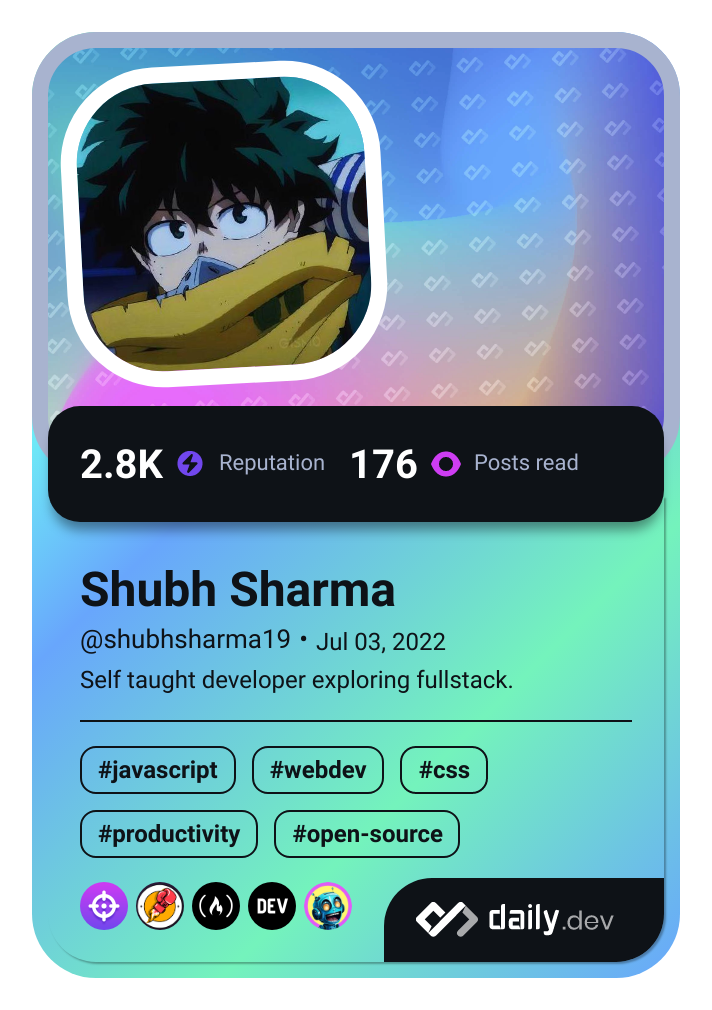 2.8K Reputation 176 Posts read
Shubh Sharma
@shubhsharma19 • Jul 03, 2022
Self taught developer exploring fullstack.
#javascript #webdev #css
#productivity #open-source
DEV
daily.dev